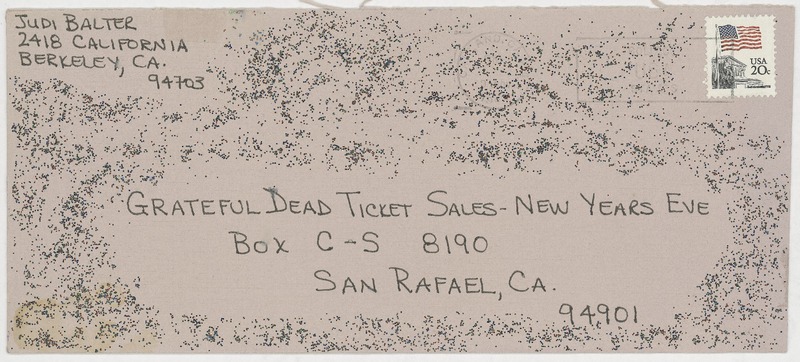 JUDI BALTER
2418 CALIFORNIA
BERKELEY, CA.
94703
USA
20c
GRATEFUL DEAD TICKET SALES - NEW YEARS EVE
BOX C-S 8190
SAN RAFAEL, CA.
94901